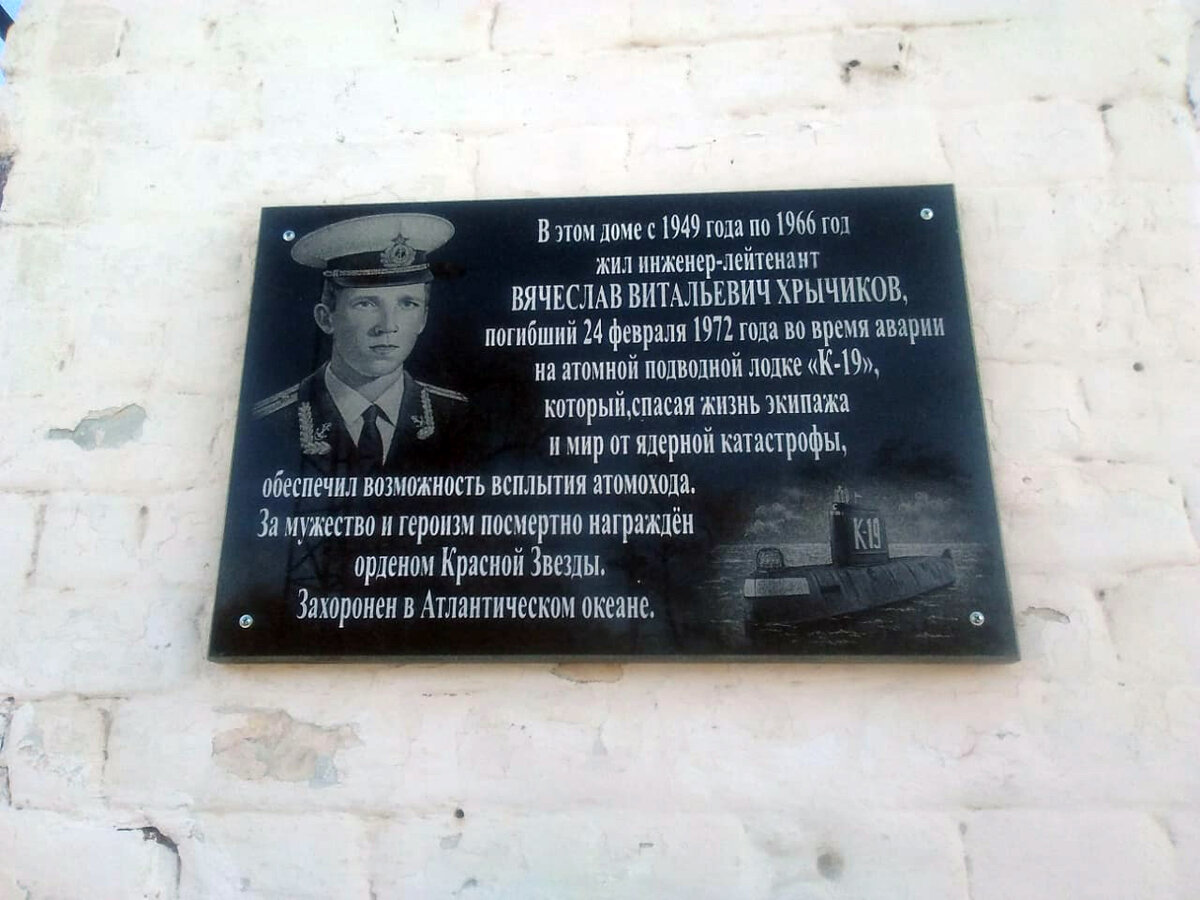 В этом доме с 1949 года по 1966 год
жил инженер-лейтенант
ВЯЧЕСЛАВ ВИТАЛЬЕВИЧ ХРЫЧИКОВ,
погибший 24 февраля 1972 года во время аварии
на атомной подводной лодке «К-19»,
который,спасая жизнь экипажа
и мир от ядерной катастрофы,
обеспечил возможность всплытия атомохода.
За мужество и героизм посмертно награждён
орденом Красной Звезды.
Захоронен в Атлантическом океане.
К-19